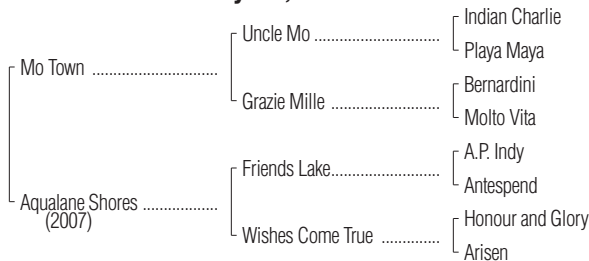 Indian Charlie
Uncle Mo ..............................
Playa Maya
Mo Town ..............................
Bernardini
Grazie Mille ..........................
Molto Vita
A.P. Indy
Friends Lake..........................
Antespend
Aqualane Shores ..................
(2007)
Honour and Glory
Wishes Come True ..............
Arisen